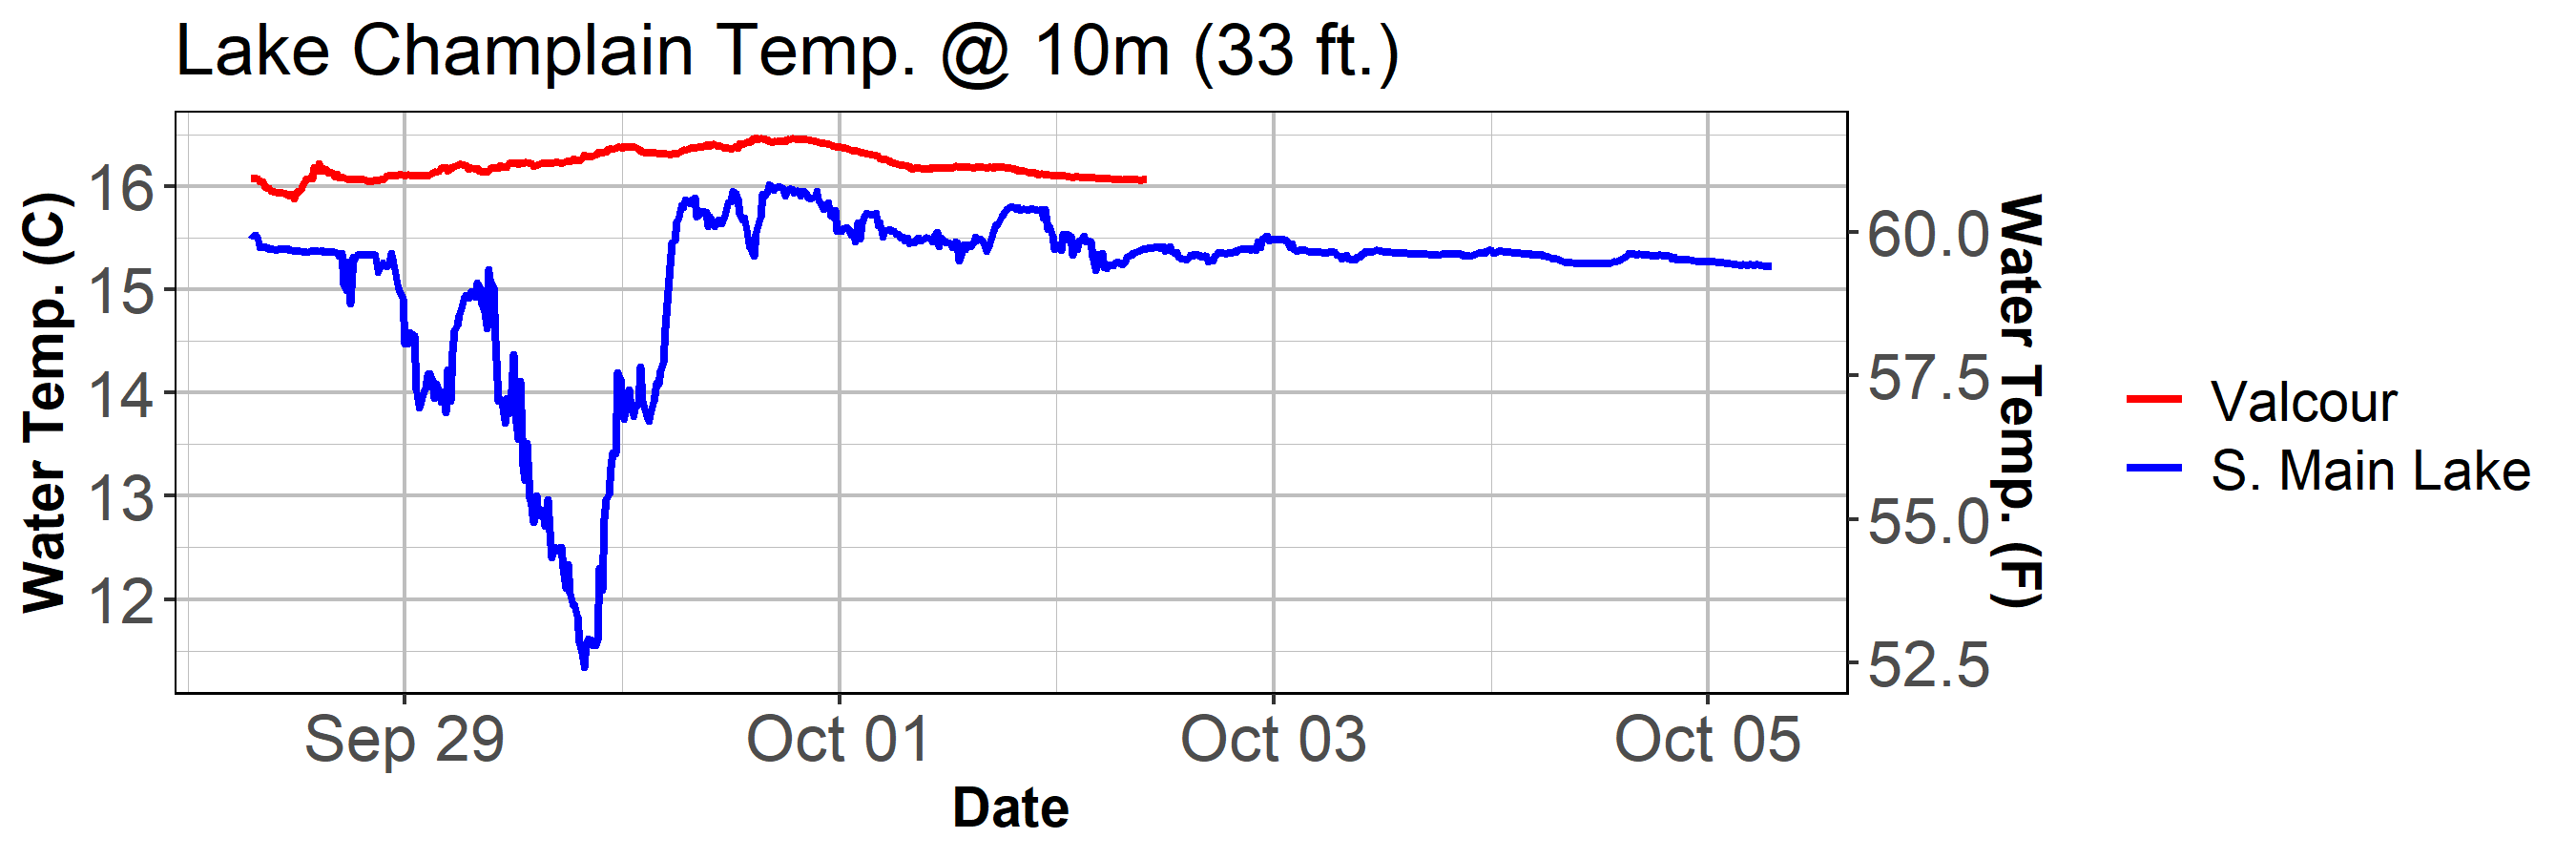 Lake Champlain Temp. @ 10m (33 ft.)
Water Temp. (C)
16
15
14
13
12
60.0
57.5
55.0
52.5
Water Temp. (F)
Sep 29
Oct 01
Oct 03
Oct 05
Date
Valcour
S. Main Lake